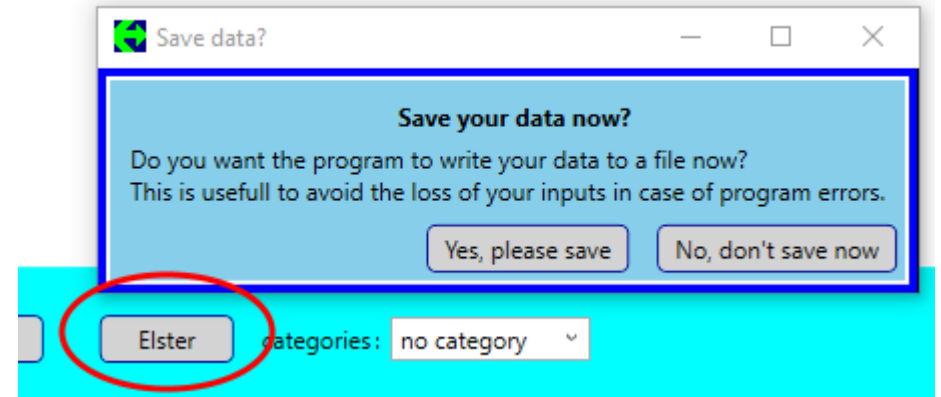 Save data?
Save your data now?
Do you want the program to write your data to a file now?
This is usefull to avoid the loss of your inputs in case of program errors.
Yes, please save No, don't save now
Elster categories: no category